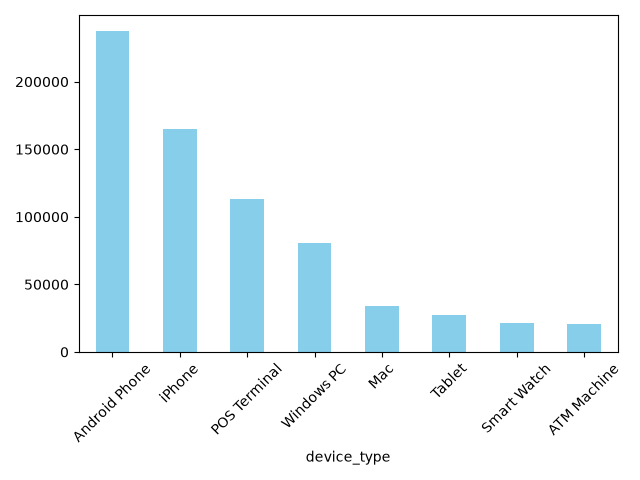 200000
150000
100000
50000
0
Android Phone
iPhone
POS Terminal
Windows PC
Mac
Tablet
Smart Watch
ATM Machine
device_type